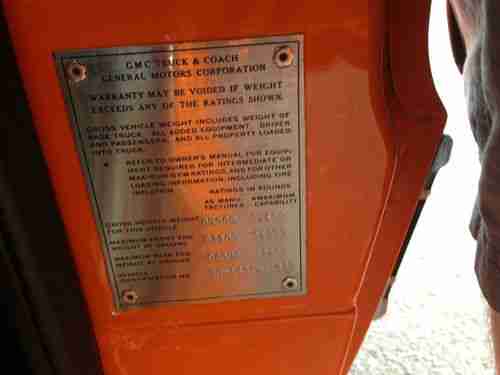 GMC TRUCK & COACH
GENERAL MOTORS CORPORATION
WARRANTY MAY BE VOIDED IF WEIGHT
EXCEEDS ANY OF THE RATINGS SHOWN.
GROSS VEHICLE WEIGHT INCLUDES WEIGHT OF
BASE TRUCK, ALL ADDED EQUIPMENT, DRIVER
AND PASSENGERS, AND ALL PROPERTY LOADED
INTO TRUCK.
REFER TO OWNER'S MANUAL FOR EQUIP-
MENT REQUIRED FOR INTERMEDIATE OR
MAXIMUM GVW RATINGS, AND FOR OTHER
LOADING INFORMATION, INCLUDING TIRE
INFLATION.
RATINGS IN POUNDS
AS MANU- MAXIMUM
FACTURED CAPABILITY
GROSS VEHICLE WEIGHT
FOR THIS VEHICLE
MAXIMUM FRONT END
WEIGHT AT GROUND
MAXIMUM REAR END
WEIGHT AT GROUND
VEHICLE